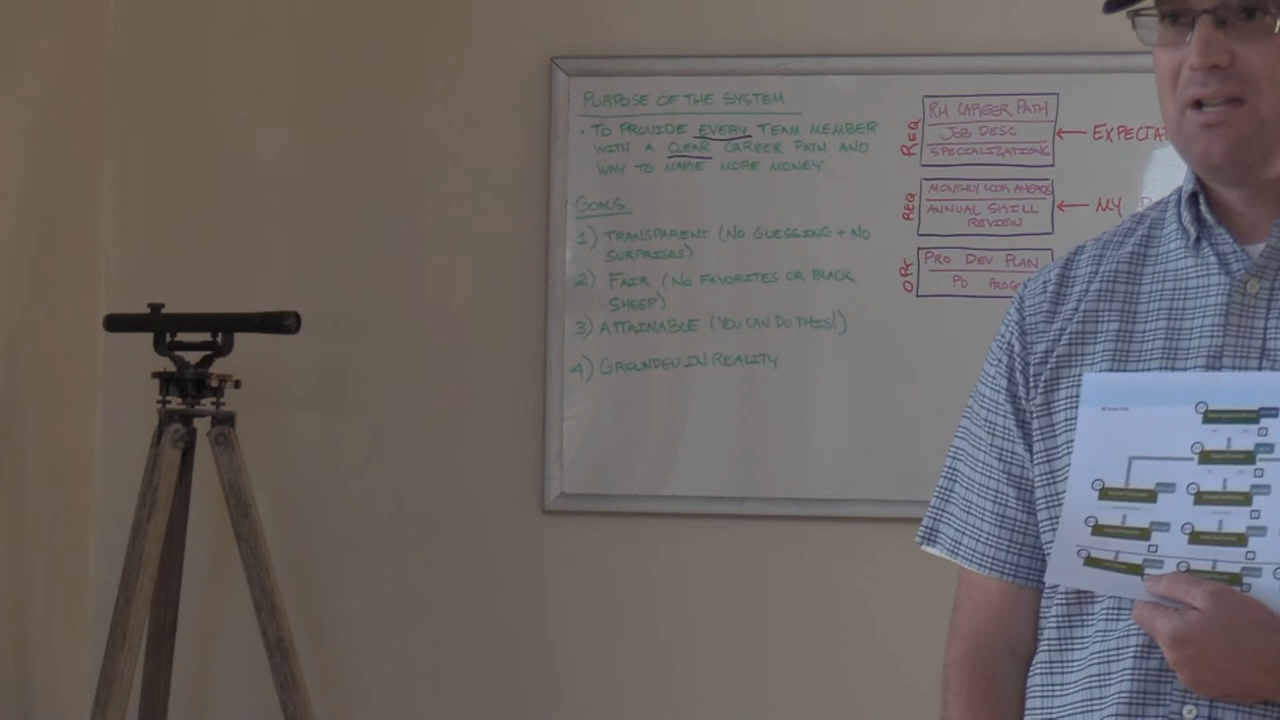 PURPOSE OF THE SYSTEM
• TO PROVIDE EVERY TEAM MEMBER
WITH A CLEAR CAREER PATH AND
WAY TO MAKE MORE MONEY
GOALS
1) TRANSPARENT (NO GUESSING + NO
SURPRISES)
2) FAIR (NO FAVORITES OR BLACK
SHEEP)
3) ATTAINABLE (YOU CAN DO THIS!)
4) GROUNDED IN REALITY
REQ
RH CAREER PATH
JOB DESC
SPECIALIZATIONS
← EXPECTA
REQ
MONTHLY LOOK AHEADS
ANNUAL SKILL
REVIEW
← MY
OPT
PRO DEV PLAN
PD PROG